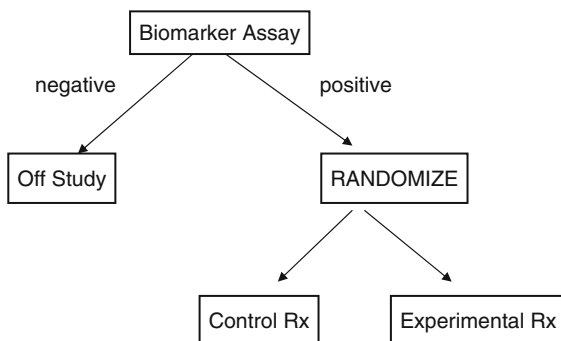 Biomarker Assay
negative
positive
Off Study
RANDOMIZE
Control Rx
Experimental Rx